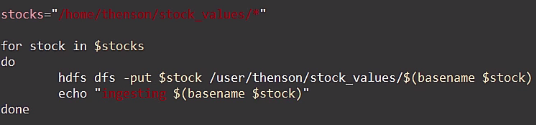 stocks="/home/thenson/stock_values/*"
for stock in $stocks
do
hdfs dfs -put $stock /user/thenson/stock_values/$(basename $stock)
echo "ingesting $(basename $stock)"
done